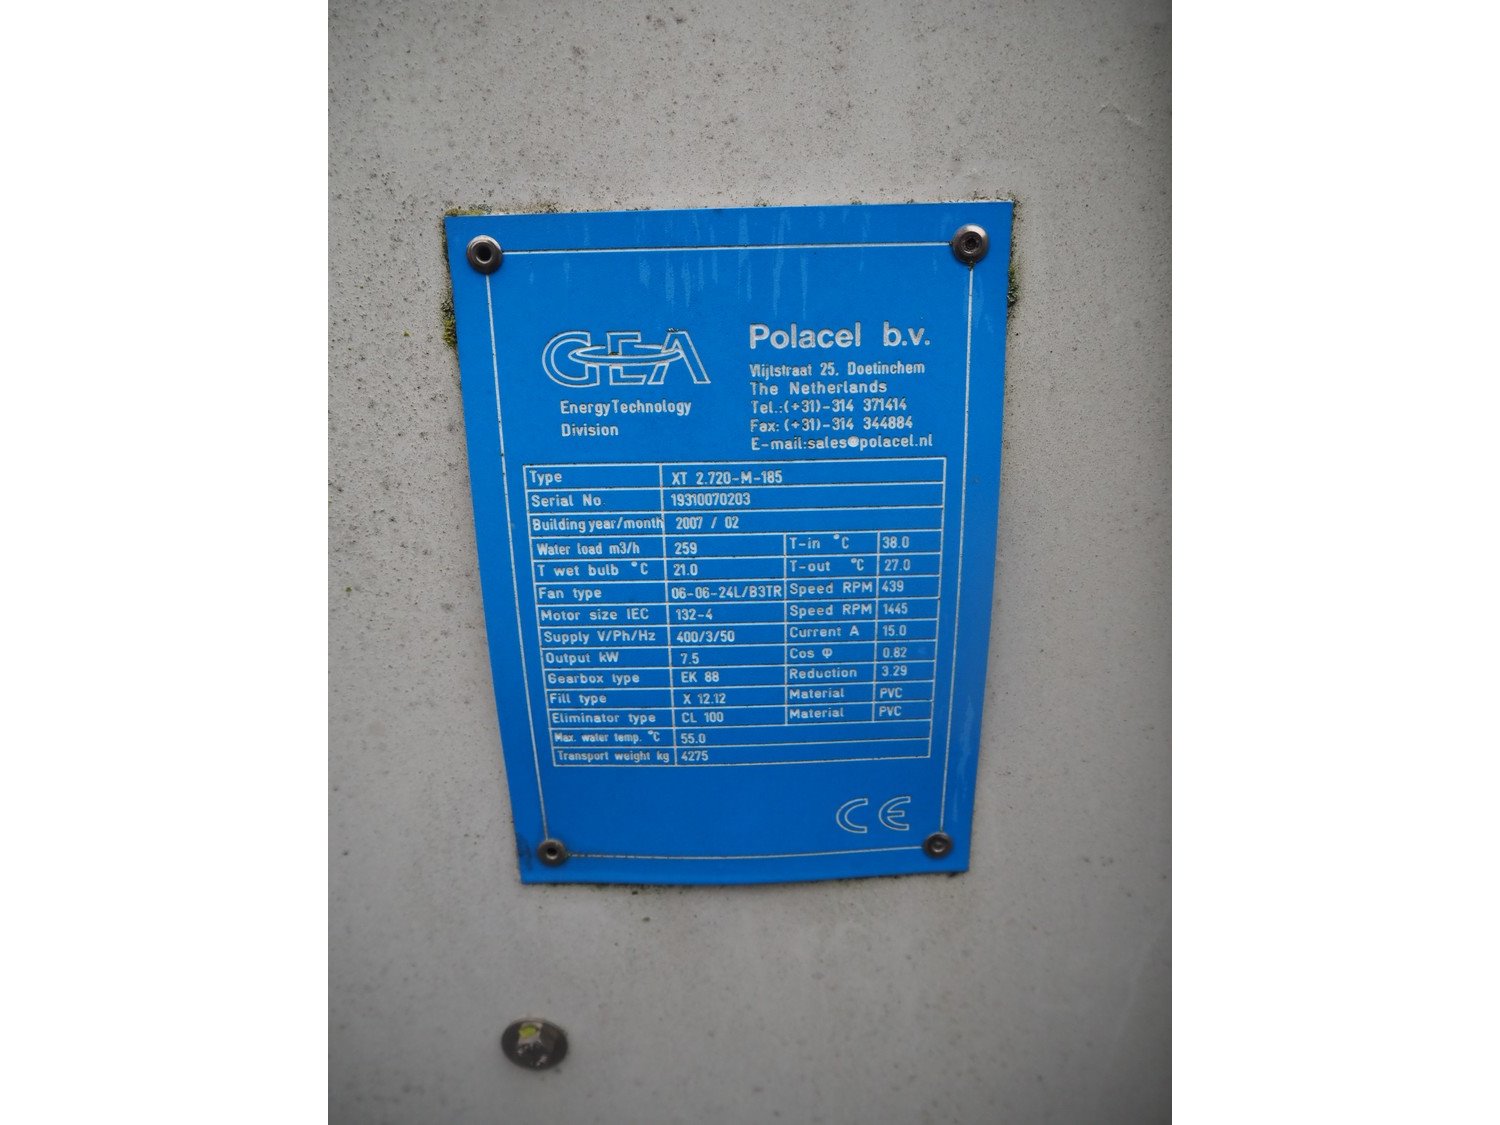 GEA
Energy Technology
Division
Polacel b.v.
Vlijtstraat 25. Doetinchem
The Netherlands
Tel.:(+31)-314 371414
Fax: (+31)-314 344884
E-mail:sales@polacel.nl
Type XT 2.720-M-185
Serial No 19310070203
Building year/month 2007 / 02
Water load m3/h 259 T-in °C 38.0
T wet bulb °C 21.0 T-out °C 27.0
Fan type 06-06-24L/B3TR Speed RPM 439
Motor size IEC 132-4 Speed RPM 1445
Supply V/Ph/Hz 400/3/50 Current A 15.0
Output kW 7.5 Cos Φ 0.82
Gearbox type EK 88 Reduction 3.29
Fill type X 12.12 Material PVC
Eliminator type CL 100 Material PVC
Max. water temp. °C 55.0
Transport weight kg 4275
CE